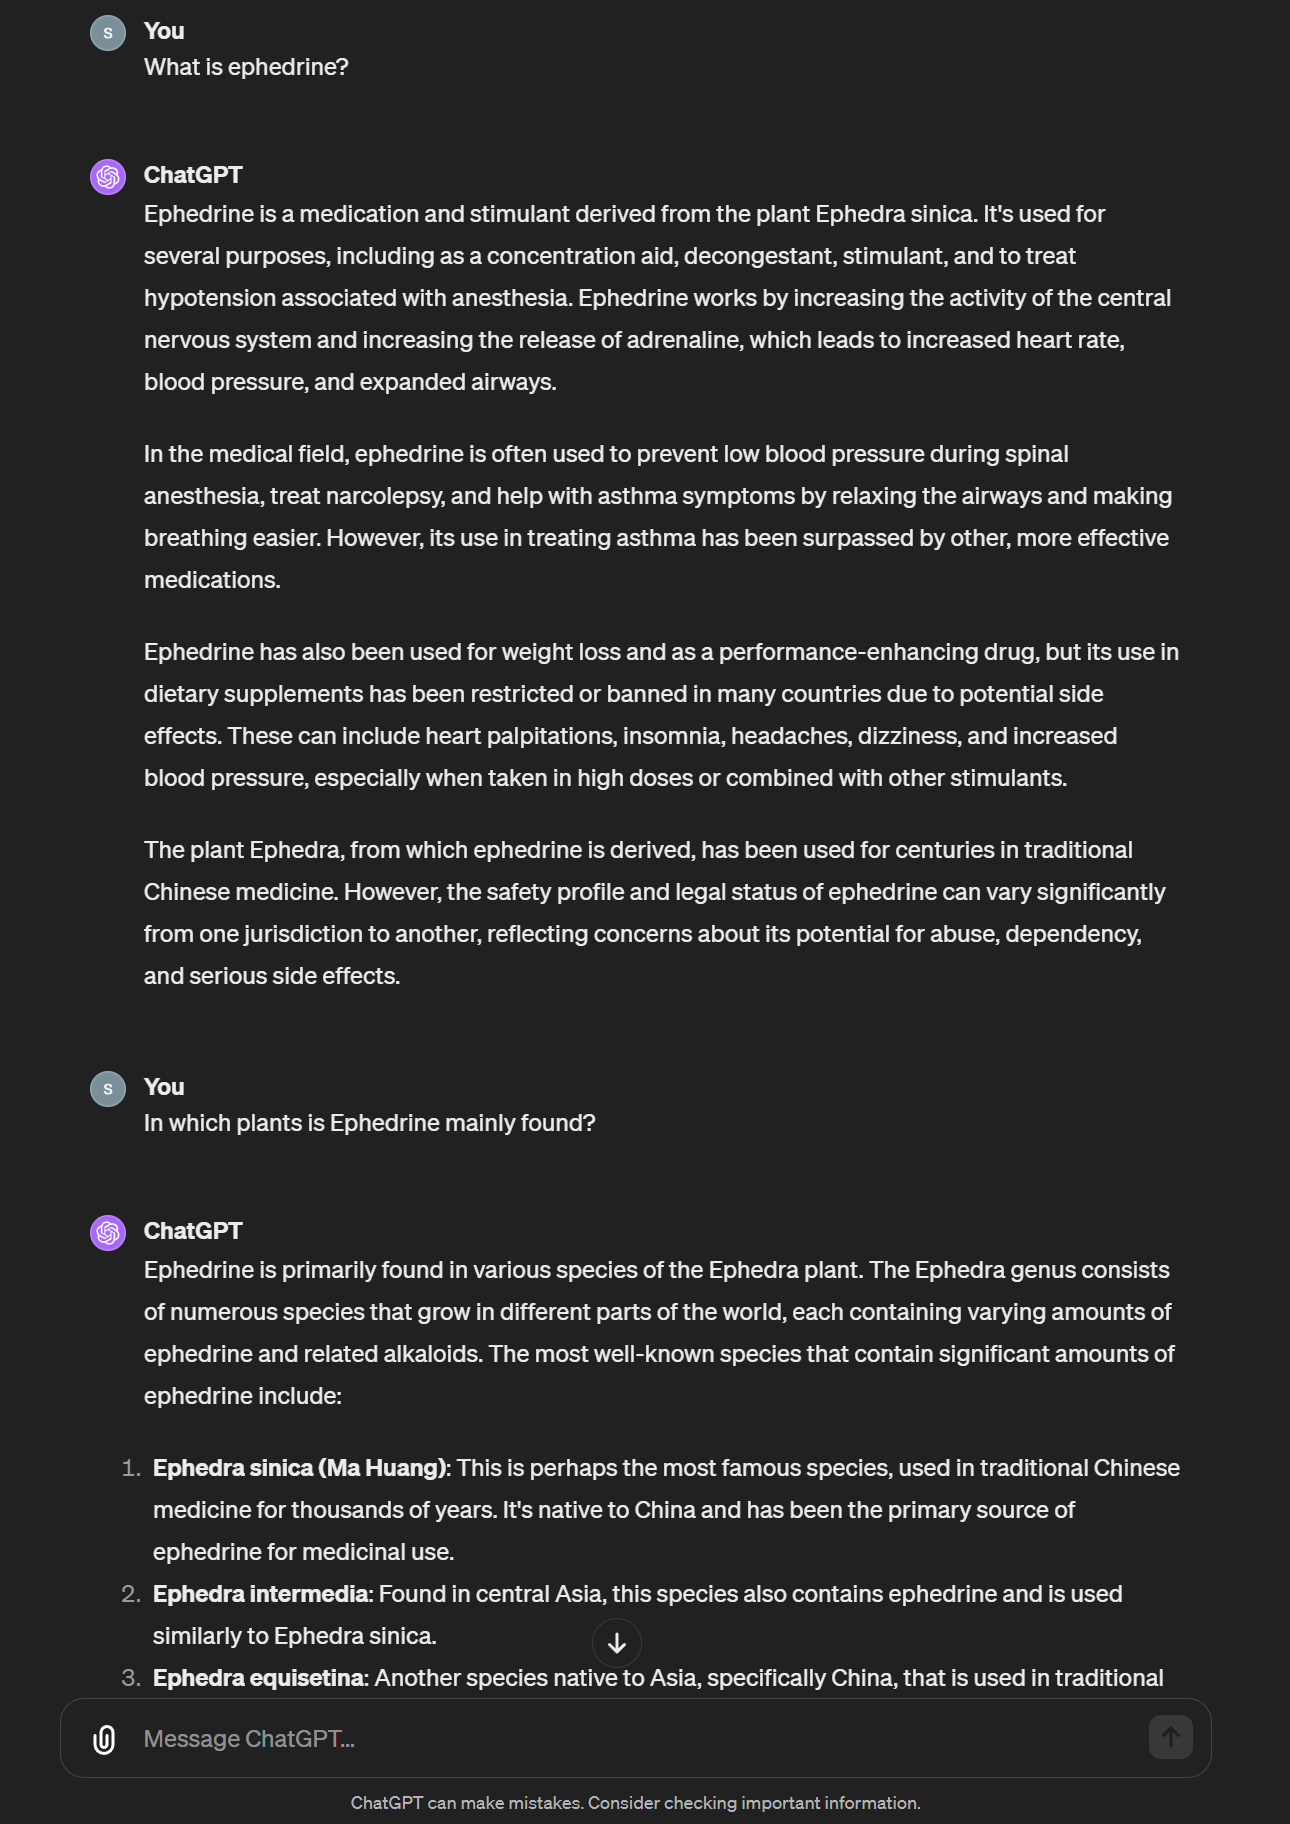 S
You
What is ephedrine?
ChatGPT
Ephedrine is a medication and stimulant derived from the plant Ephedra sinica. It's used for
several purposes, including as a concentration aid, decongestant, stimulant, and to treat
hypotension associated with anesthesia. Ephedrine works by increasing the activity of the central
nervous system and increasing the release of adrenaline, which leads to increased heart rate,
blood pressure, and expanded airways.
In the medical field, ephedrine is often used to prevent low blood pressure during spinal
anesthesia, treat narcolepsy, and help with asthma symptoms by relaxing the airways and making
breathing easier. However, its use in treating asthma has been surpassed by other, more effective
medications.
Ephedrine has also been used for weight loss and as a performance-enhancing drug, but its use in
dietary supplements has been restricted or banned in many countries due to potential side
effects. These can include heart palpitations, insomnia, headaches, dizziness, and increased
blood pressure, especially when taken in high doses or combined with other stimulants.
The plant Ephedra, from which ephedrine is derived, has been used for centuries in traditional
Chinese medicine. However, the safety profile and legal status of ephedrine can vary significantly
from one jurisdiction to another, reflecting concerns about its potential for abuse, dependency,
and serious side effects.
S
You
In which plants is Ephedrine mainly found?
ChatGPT
Ephedrine is primarily found in various species of the Ephedra plant. The Ephedra genus consists
of numerous species that grow in different parts of the world, each containing varying amounts of
ephedrine and related alkaloids. The most well-known species that contain significant amounts of
ephedrine include:
1. Ephedra sinica (Ma Huang): This is perhaps the most famous species, used in traditional Chinese
medicine for thousands of years. It's native to China and has been the primary source of
ephedrine for medicinal use.
2. Ephedra intermedia: Found in central Asia, this species also contains ephedrine and is used
similarly to Ephedra sinica.
3. Ephedra equisetina: Another species native to Asia, specifically China, that is used in traditional
Message ChatGPT...
ChatGPT can make mistakes. Consider checking important information.